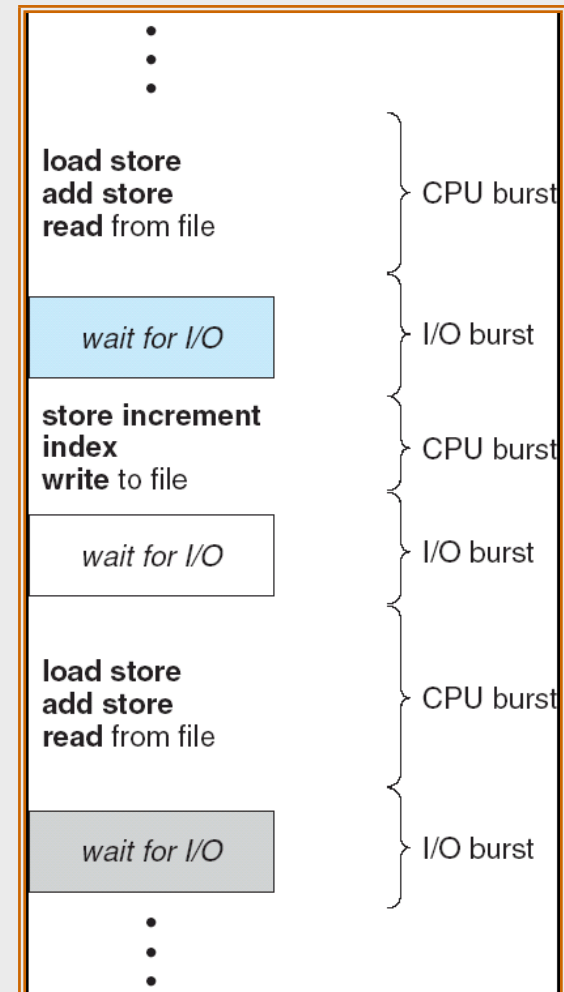 load store
add store
read from file
CPU burst
wait for I/O
I/O burst
store increment
index
write to file
CPU burst
wait for I/O
I/O burst
load store
add store
read from file
CPU burst
wait for I/O
I/O burst